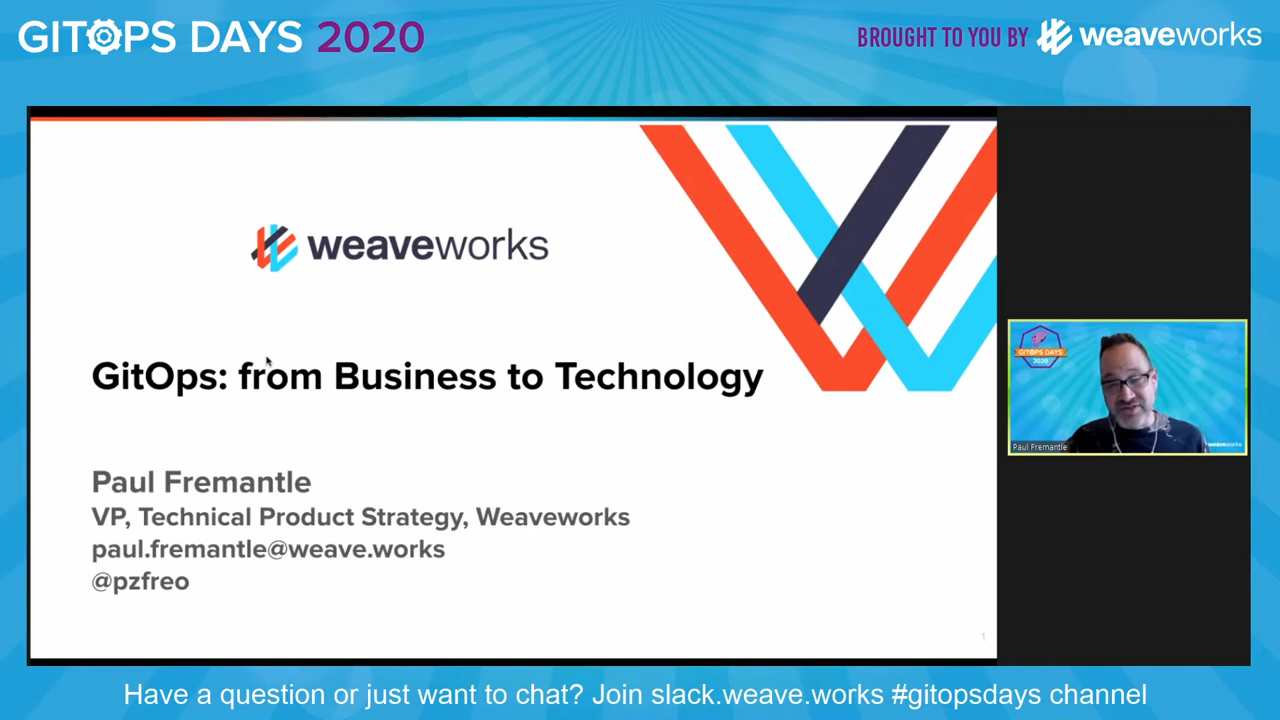 GITOPS DAYS 2020
BROUGHT TO YOU BY weaveworks
weaveworks
GitOps: from Business to Technology
Paul Fremantle
VP, Technical Product Strategy, Weaveworks
paul.fremantle@weave.works
@pzfreo
1
GITOPS DAYS
2020
Paul Fremantle
weaveworks
Have a question or just want to chat? Join slack.weave.works #gitopsdays channel